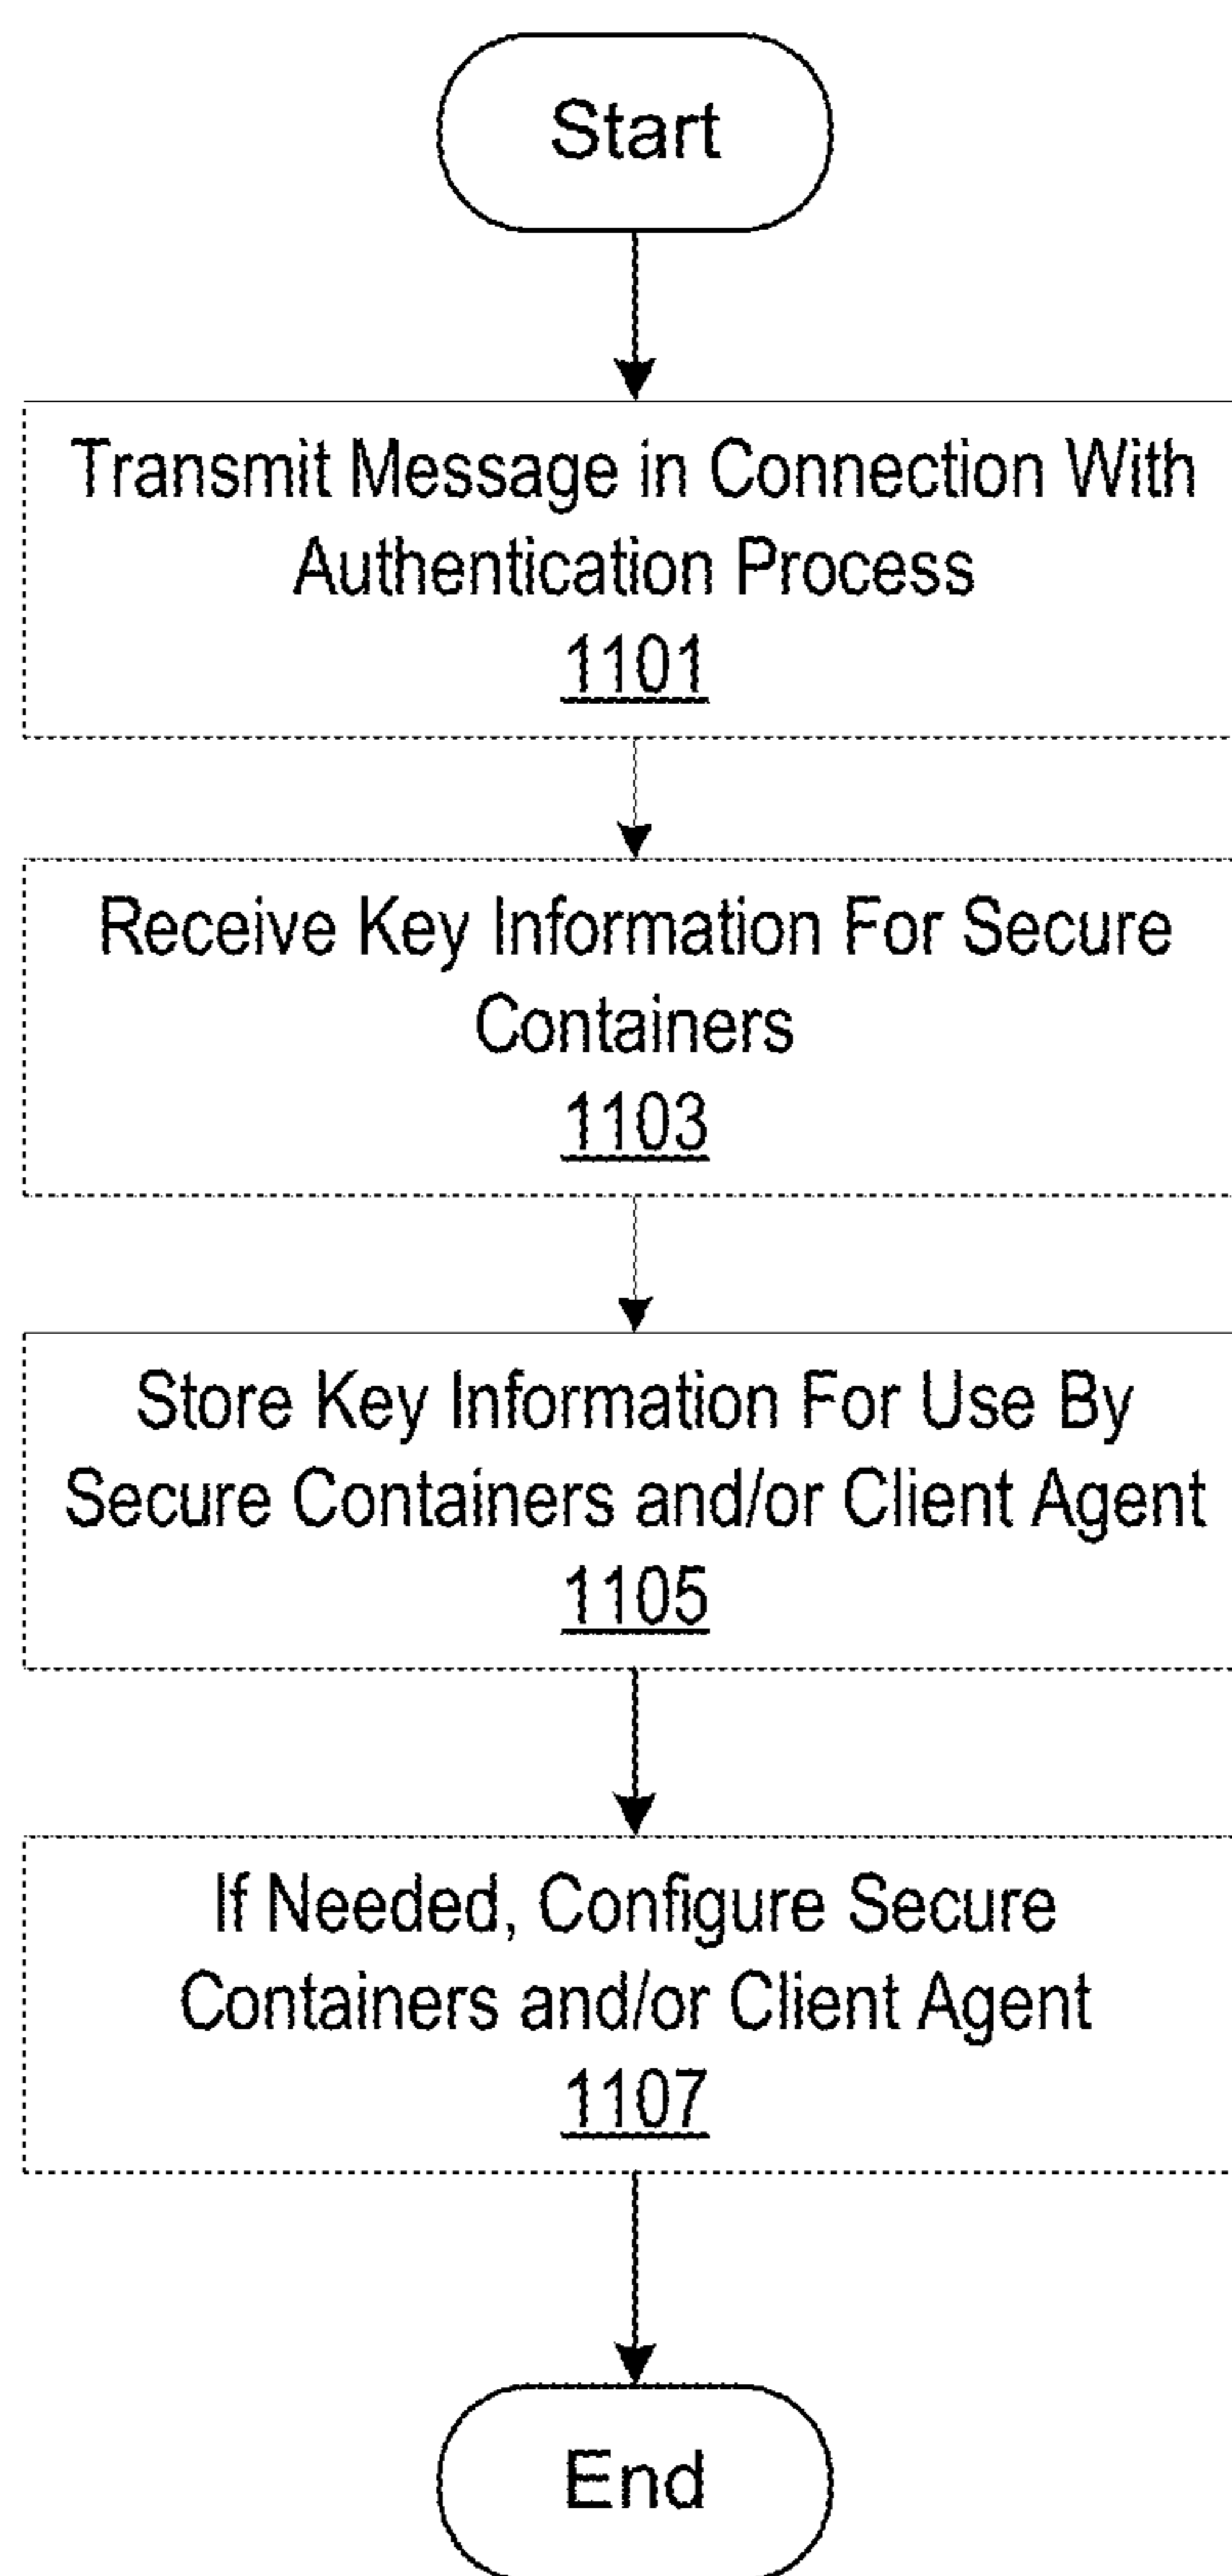 Start
Transmit Message in Connection With
Authentication Process
1101
Receive Key Information For Secure
Containers
1103
Store Key Information For Use By
Secure Containers and/or Client Agent
1105
If Needed, Configure Secure
Containers and/or Client Agent
1107
End